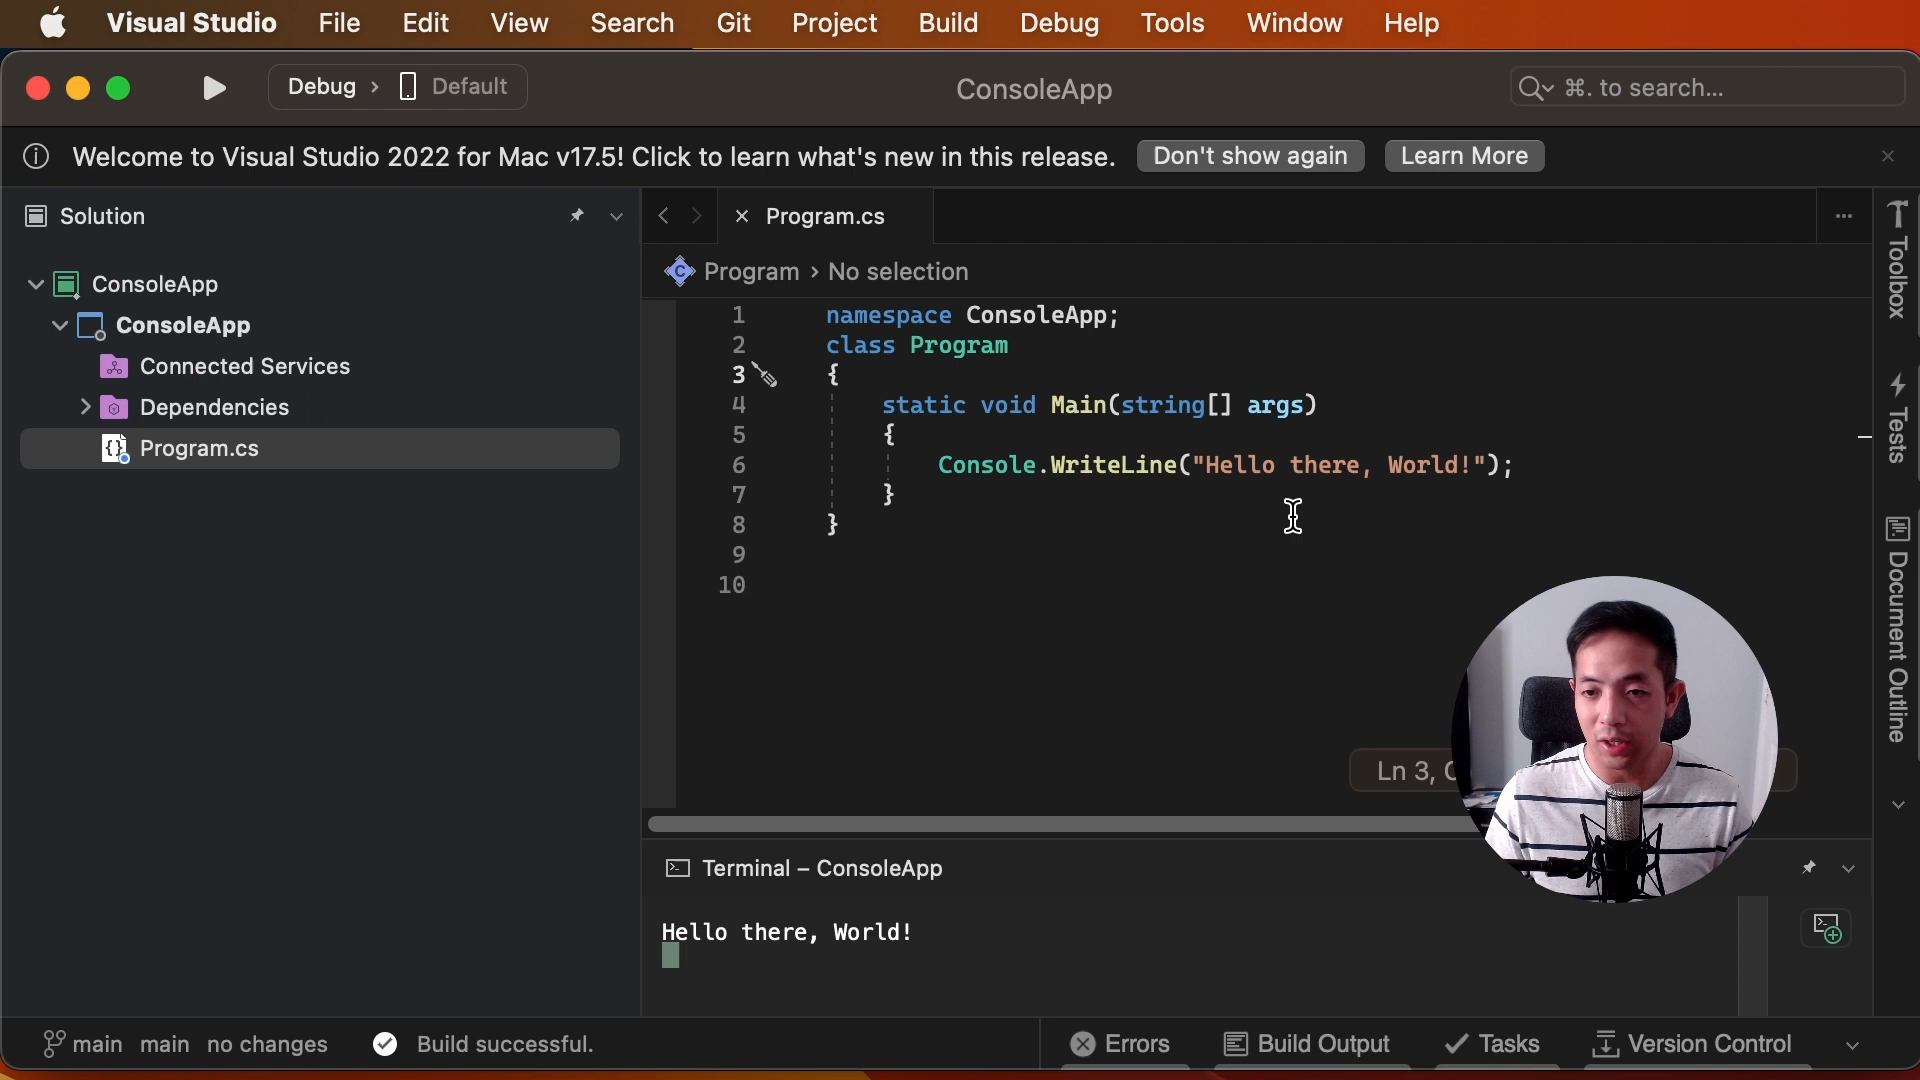 Visual Studio File Edit View Search Git Project Build Debug Tools Window Help
Debug › Default
ConsoleApp
⌘. to search...
Welcome to Visual Studio 2022 for Mac v17.5! Click to learn what's new in this release.
Don't show again
Learn More
Solution
ConsoleApp
ConsoleApp
Connected Services
Dependencies
Program.cs
Program.cs
Program › No selection
1 namespace ConsoleApp;
2 class Program
3 {
4 static void Main(string[] args)
5 {
6 Console.WriteLine("Hello there, World!");
7 }
8 }
9
10
Ln 3,
Toolbox
Tests
Document Outline
Terminal – ConsoleApp
Hello there, World!
main main no changes
Build successful.
Errors
Build Output
Tasks
Version Control